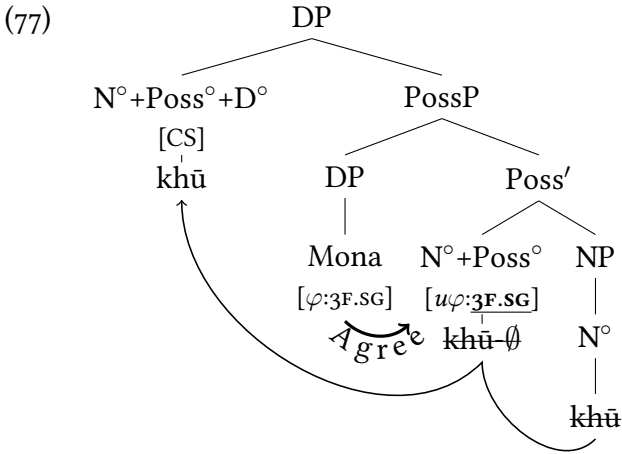 (77)
DP
N°+Poss°+D° PossP
[CS]
khū DP Poss′
Mona N°+Poss° NP
[φ:3F.SG] [uφ:3F.SG]
Agree khū-∅ N°
khū